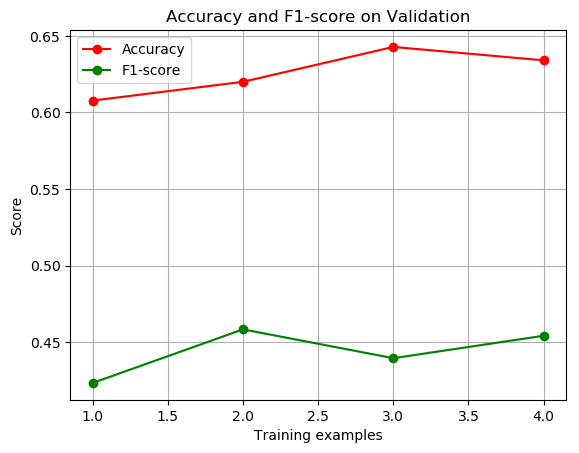 Accuracy and F1-score on Validation
Accuracy
F1-score
0.65
0.60
0.55
0.50
0.45
Score
1.0 1.5 2.0 2.5 3.0 3.5 4.0
Training examples